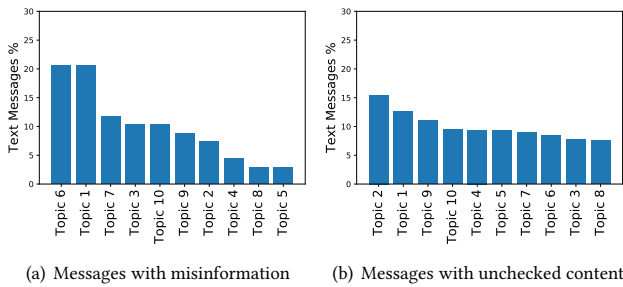 30
25
20
15
10
5
0
Text Messages %
Topic 6
Topic 1
Topic 7
Topic 3
Topic 10
Topic 9
Topic 2
Topic 4
Topic 8
Topic 5
(a) Messages with misinformation
30
25
20
15
10
5
0
Text Messages %
Topic 2
Topic 1
Topic 9
Topic 10
Topic 4
Topic 5
Topic 7
Topic 6
Topic 3
Topic 8
(b) Messages with unchecked content